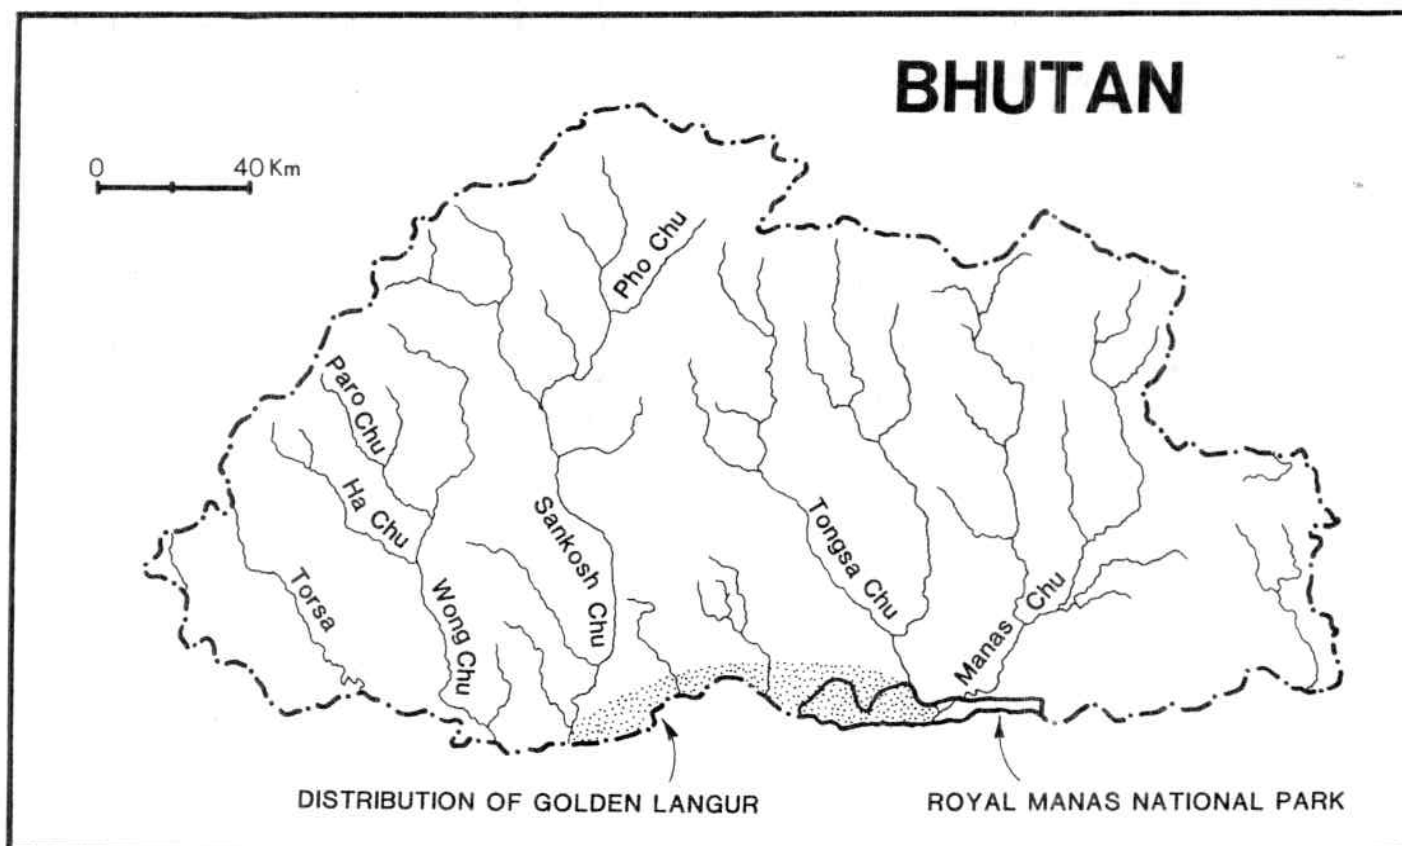 BHUTAN
0 40 Km
Pho Chu
Paro Chu
Ha Chu
Sankosh Chu
Tongsa Chu
Torsa
Wong Chu
Manas Chu
DISTRIBUTION OF GOLDEN LANGUR
ROYAL MANAS NATIONAL PARK